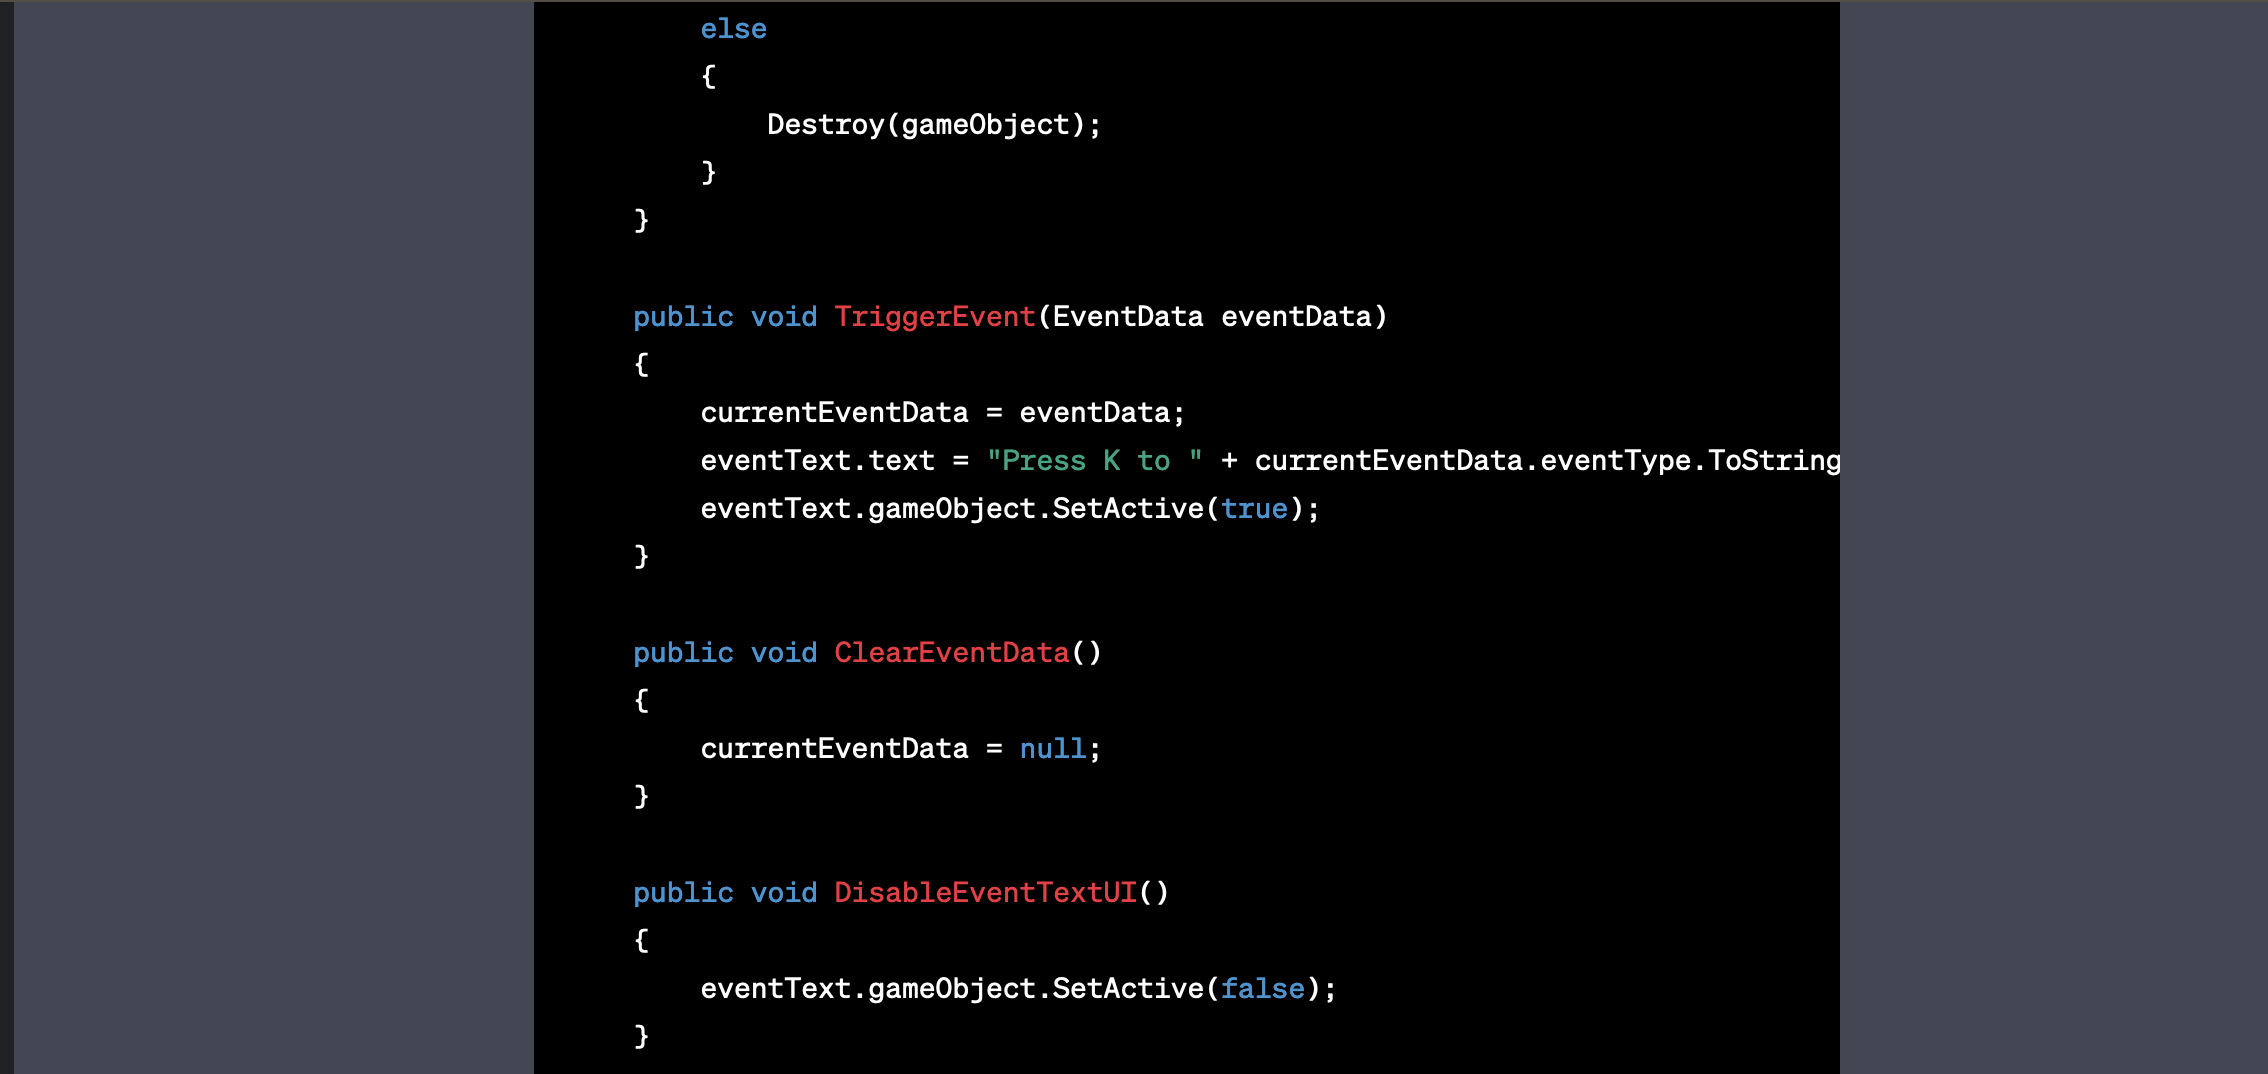 else
{
Destroy(gameObject);
}
}
public void TriggerEvent(EventData eventData)
{
currentEventData = eventData;
eventText.text = "Press K to " + currentEventData.eventType.ToString
eventText.gameObject.SetActive(true);
}
public void ClearEventData()
{
currentEventData = null;
}
public void DisableEventTextUI()
{
eventText.gameObject.SetActive(false);
}